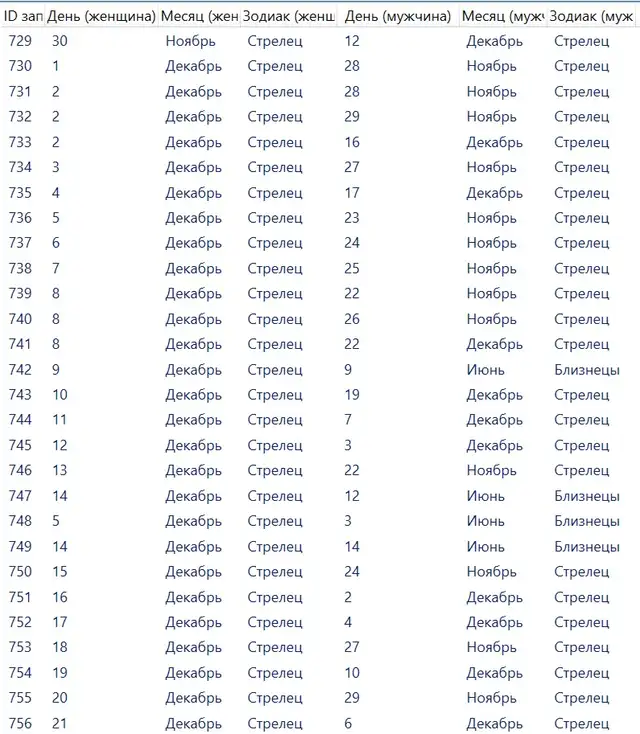 ID зап День (женщина) Месяц (жен Зодиак (женщ День (мужчина) Месяц (мужч Зодиак (муж
729 30 Ноябрь Стрелец 12 Декабрь Стрелец
730 1 Декабрь Стрелец 28 Ноябрь Стрелец
731 2 Декабрь Стрелец 28 Ноябрь Стрелец
732 2 Декабрь Стрелец 29 Ноябрь Стрелец
733 2 Декабрь Стрелец 16 Декабрь Стрелец
734 3 Декабрь Стрелец 27 Ноябрь Стрелец
735 4 Декабрь Стрелец 17 Декабрь Стрелец
736 5 Декабрь Стрелец 23 Ноябрь Стрелец
737 6 Декабрь Стрелец 24 Ноябрь Стрелец
738 7 Декабрь Стрелец 25 Ноябрь Стрелец
739 8 Декабрь Стрелец 22 Ноябрь Стрелец
740 8 Декабрь Стрелец 26 Ноябрь Стрелец
741 8 Декабрь Стрелец 22 Декабрь Стрелец
742 9 Декабрь Стрелец 9 Июнь Близнецы
743 10 Декабрь Стрелец 19 Декабрь Стрелец
744 11 Декабрь Стрелец 7 Декабрь Стрелец
745 12 Декабрь Стрелец 3 Декабрь Стрелец
746 13 Декабрь Стрелец 22 Ноябрь Стрелец
747 14 Декабрь Стрелец 12 Июнь Близнецы
748 5 Декабрь Стрелец 3 Июнь Близнецы
749 14 Декабрь Стрелец 14 Июнь Близнецы
750 15 Декабрь Стрелец 24 Ноябрь Стрелец
751 16 Декабрь Стрелец 2 Декабрь Стрелец
752 17 Декабрь Стрелец 4 Декабрь Стрелец
753 18 Декабрь Стрелец 27 Ноябрь Стрелец
754 19 Декабрь Стрелец 10 Декабрь Стрелец
755 20 Декабрь Стрелец 29 Ноябрь Стрелец
756 21 Декабрь Стрелец 6 Декабрь Стрелец